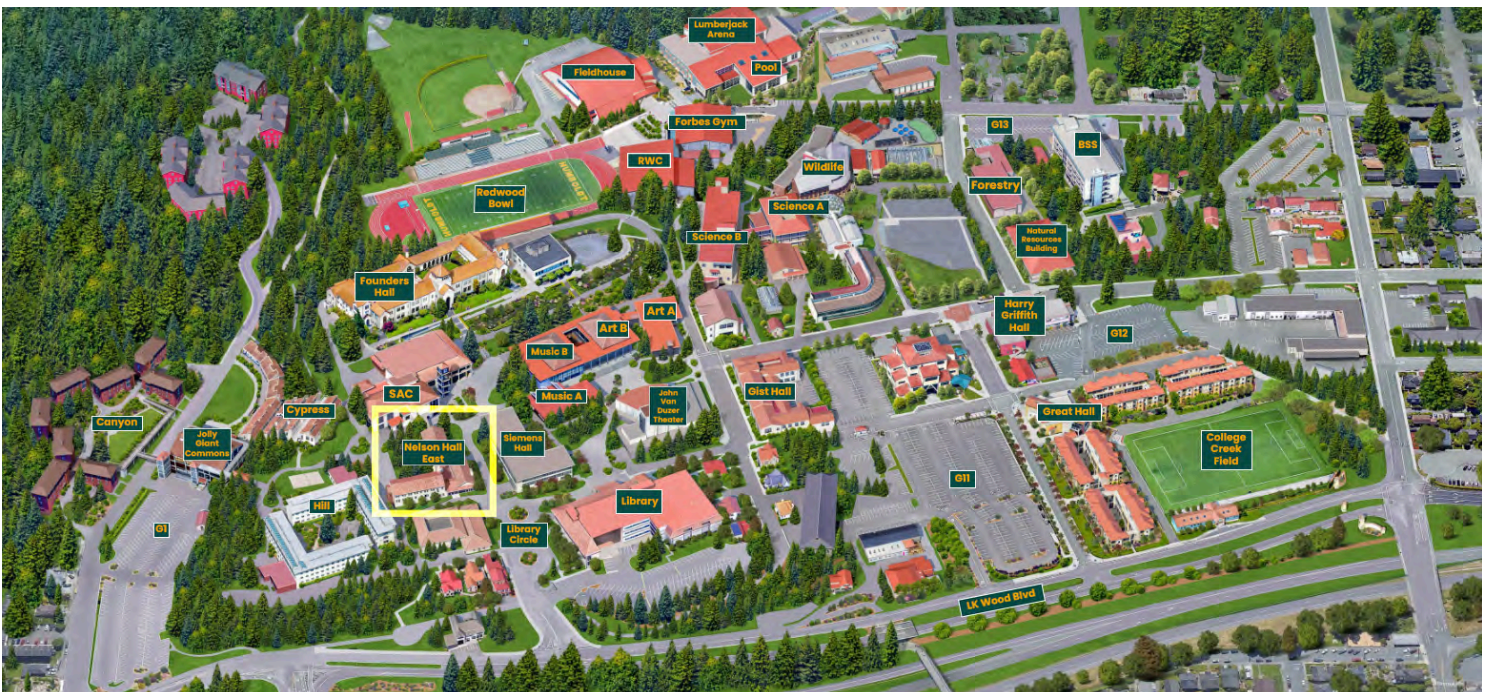 Lumberjack
Arena
Pool
Fieldhouse
Forbes Gym
G13
BSS
RWC
Wildlife
Redwood
Bowl
HUMBOLDT
HUMBOLDT
Forestry
Science A
Science B
Natural
Resources
Building
Founders
Hall
Art A
Art B
Music B
Harry
Griffith
Hall
G12
SAC
Music A
John
Van
Duzer
Theater
Gist Hall
Great Hall
Cypress
Canyon
Jolly
Giant
Commons
Nelson Hall
East
Siemens
Hall
College
Creek
Field
G11
Library
Hill
G1
Library
Circle
LK Wood Blvd